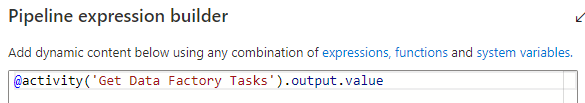 Pipeline expression builder
Add dynamic content below using any combination of expressions, functions and system variables.
@activity('Get Data Factory Tasks').output.value